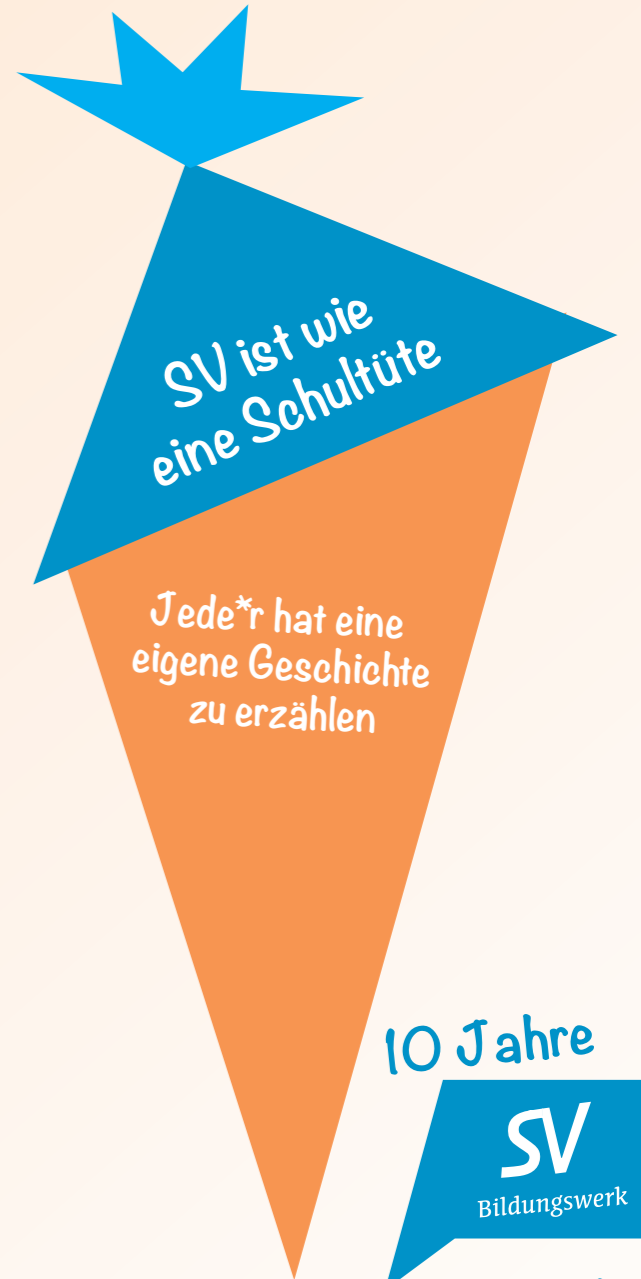 SV ist wie
eine Schultüte
Jede*r hat eine
eigene Geschichte
zu erzählen
10 Jahre
SV
Bildungswerk